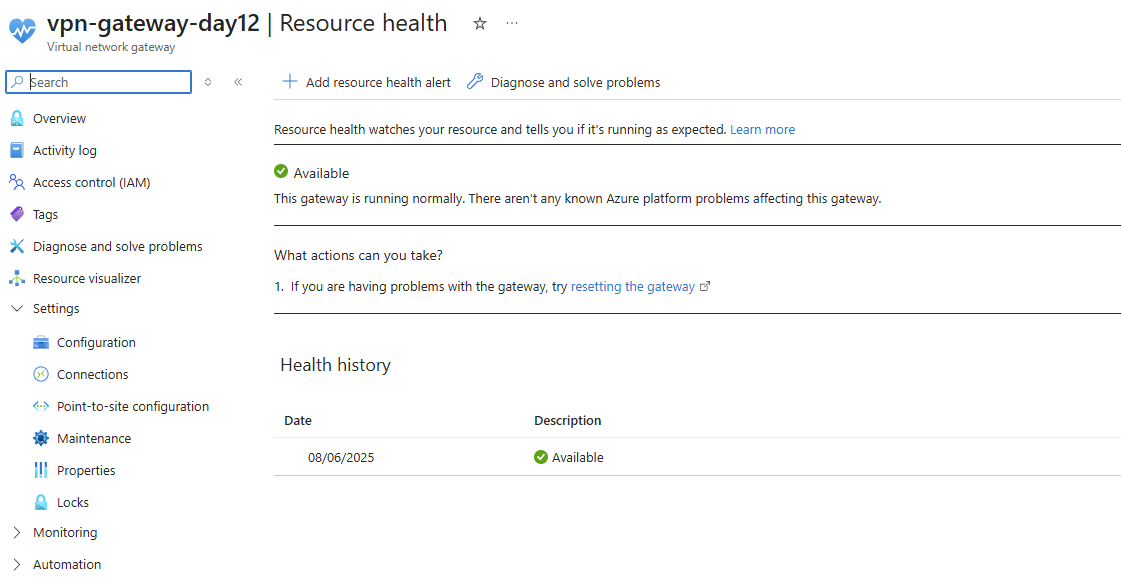 vpn-gateway-day12 | Resource health
Virtual network gateway
Search
Add resource health alert
Diagnose and solve problems
Overview
Activity log
Access control (IAM)
Tags
Diagnose and solve problems
Resource visualizer
Settings
Configuration
Connections
Point-to-site configuration
Maintenance
Properties
Locks
Monitoring
Automation
Resource health watches your resource and tells you if it's running as expected. Learn more
Available
This gateway is running normally. There aren't any known Azure platform problems affecting this gateway.
What actions can you take?
1. If you are having problems with the gateway, try resetting the gateway
Health history
Date Description
08/06/2025 Available